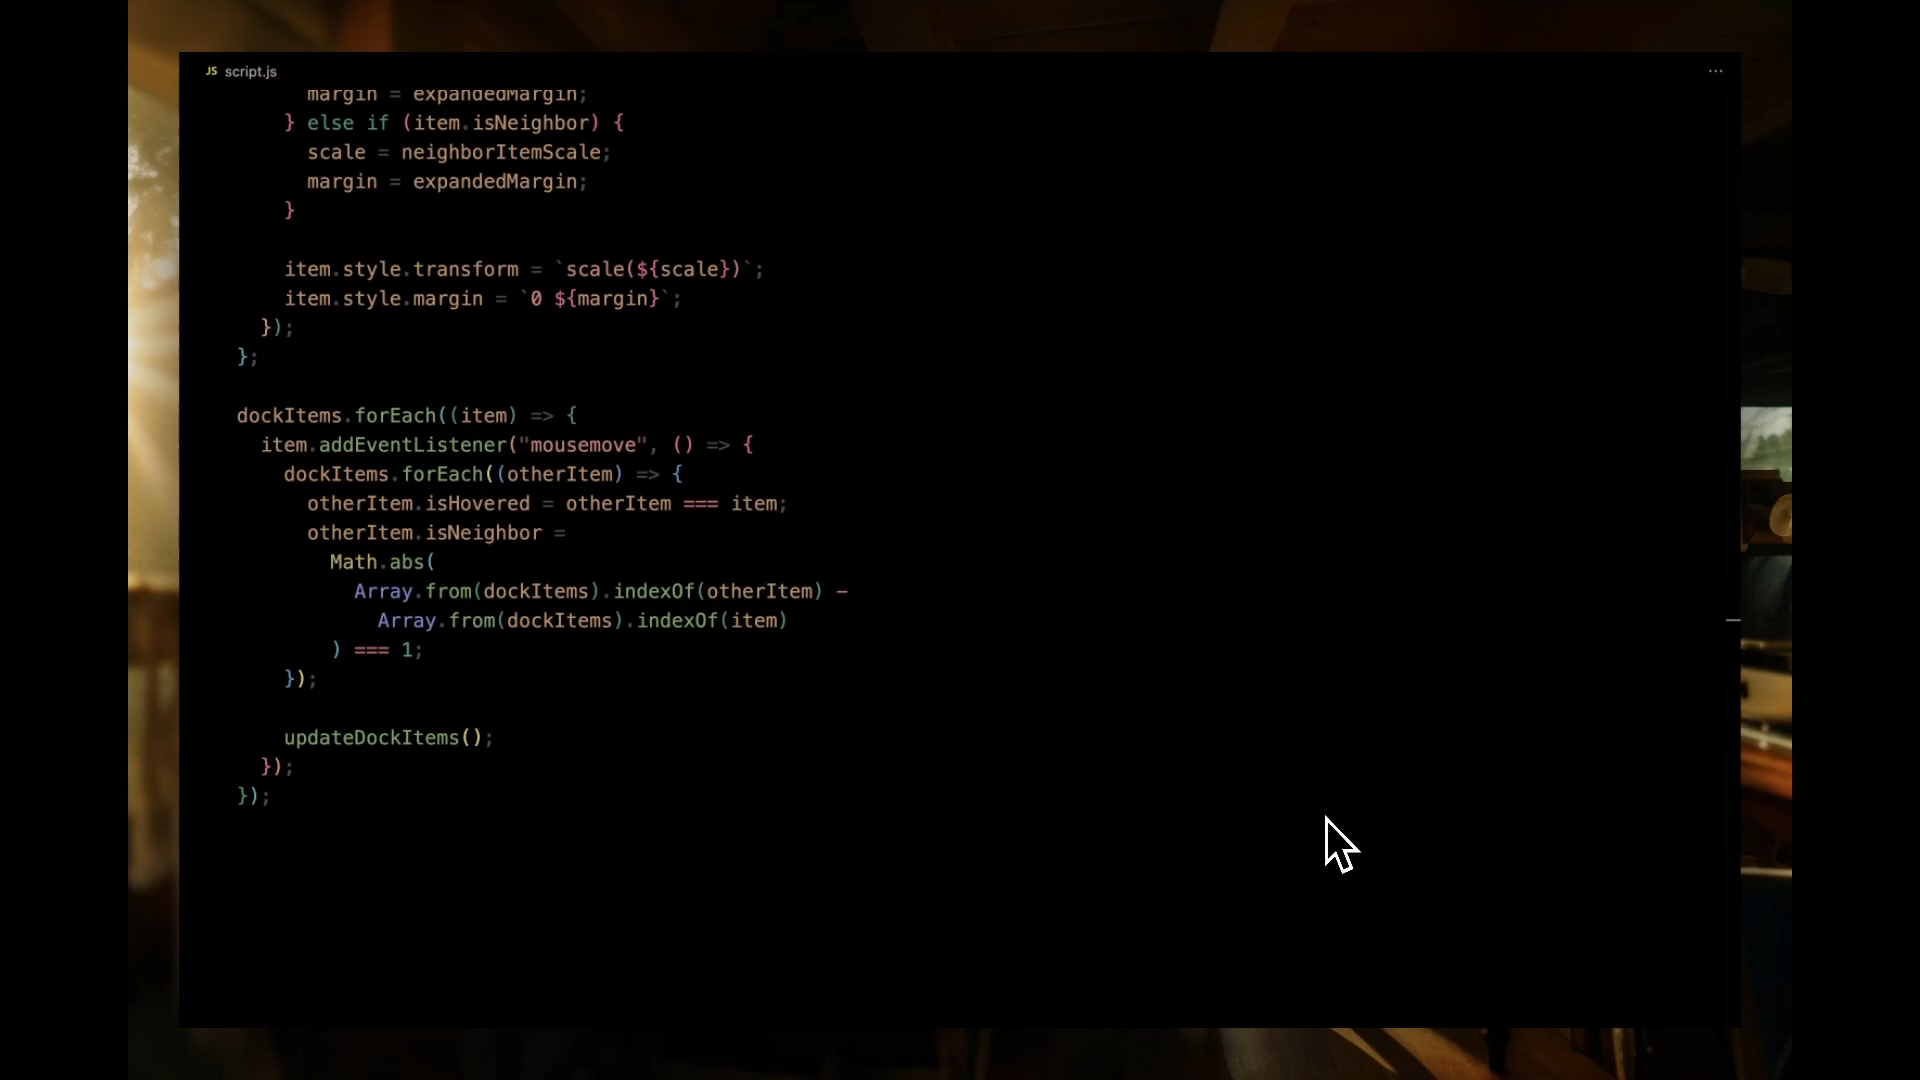 JS script.js ...
margin = expandedMargin;
} else if (item.isNeighbor) {
scale = neighborItemScale;
margin = expandedMargin;
}
item.style.transform = `scale(${scale})`;
item.style.margin = `0 ${margin}`;
});
};
dockItems.forEach((item) => {
item.addEventListener("mousemove", () => {
dockItems.forEach((otherItem) => {
otherItem.isHovered = otherItem === item;
otherItem.isNeighbor =
Math.abs(
Array.from(dockItems).indexOf(otherItem) -
Array.from(dockItems).indexOf(item)
) === 1;
});
updateDockItems();
});
});